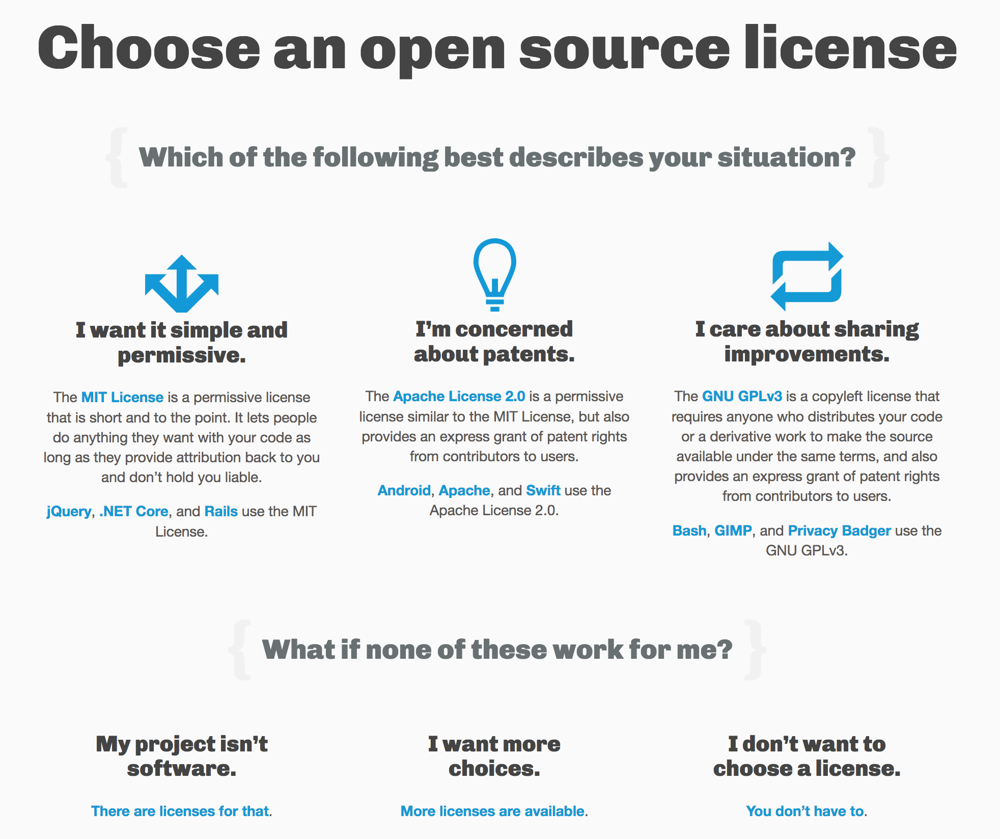 Choose an open source license
{ Which of the following best describes your situation? }
I want it simple and
permissive.
The MIT License is a permissive license
that is short and to the point. It lets people
do anything they want with your code as
long as they provide attribution back to you
and don’t hold you liable.
jQuery, .NET Core, and Rails use the MIT
License.
I’m concerned
about patents.
The Apache License 2.0 is a permissive
license similar to the MIT License, but also
provides an express grant of patent rights
from contributors to users.
Android, Apache, and Swift use the
Apache License 2.0.
I care about sharing
improvements.
The GNU GPLv3 is a copyleft license that
requires anyone who distributes your code
or a derivative work to make the source
available under the same terms, and also
provides an express grant of patent rights
from contributors to users.
Bash, GIMP, and Privacy Badger use the
GNU GPLv3.
{ What if none of these work for me? }
My project isn’t
software.
There are licenses for that.
I want more
choices.
More licenses are available.
I don’t want to
choose a license.
You don’t have to.